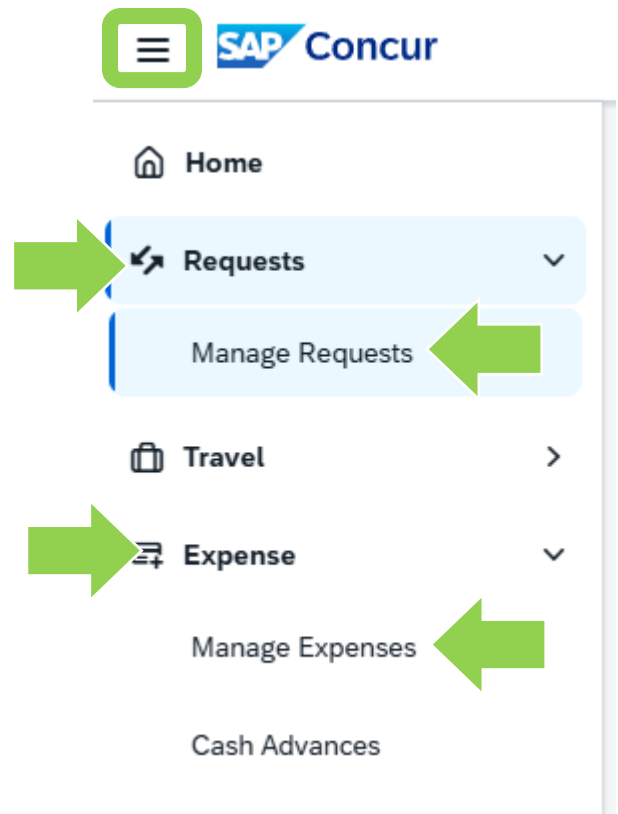 SAP Concur
Home
Requests
Manage Requests
Travel
Expense
Manage Expenses
Cash Advances